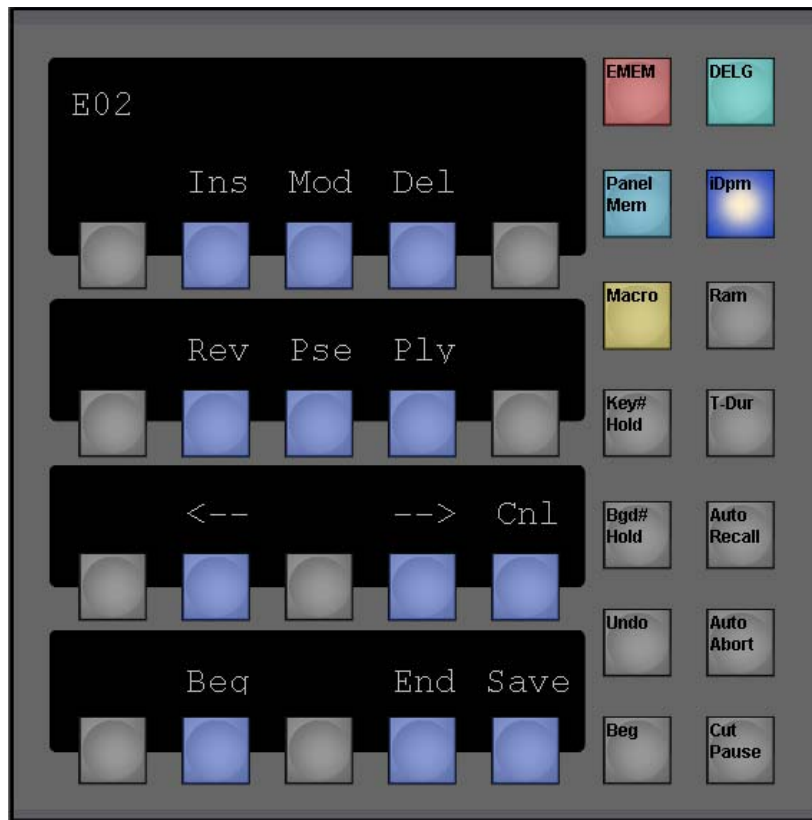 E02
Ins Mod Del
Rev Pse Ply
<-- --> Cnl
Beg End Save
EMEM DELG
Panel Mem iDpm
Macro Ram
Key# Hold T-Dur
Bgd# Hold Auto Recall
Undo Auto Abort
Beg Cut Pause